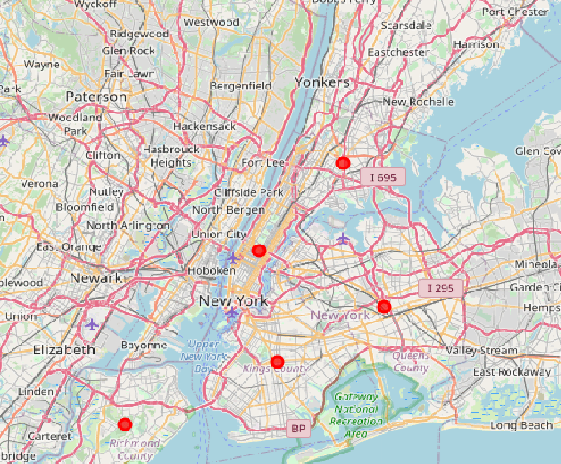 Wyckoff
Westwood
Scarsdale
Port Chester
Ridgewood
Glen Rock
Eastchester
Harrison
Wayne
Fair Lawn
Bergenfield
Yonkers
Paterson
New Rochelle
Woodland
Park
Hackensack
Clifton
Hasbrouck
Heights
Fort Lee
Glen Cov
I 695
Verona
Nutley
Cliffside Park
Bloomfield
North Bergen
North Arlington
Union City
East Orange
Hoboken
Mineola
Newark
I 295
Garden C
New York
Hemps
Union
New York
Elizabeth
Bayonne
Upper
New York
Bay
Valley Stream
Queens
County
Kings County
East Rockaway
Linden
Gateway
National
Recreation
Area
Long Beach
BP
Carteret
Richmond
County
bridge